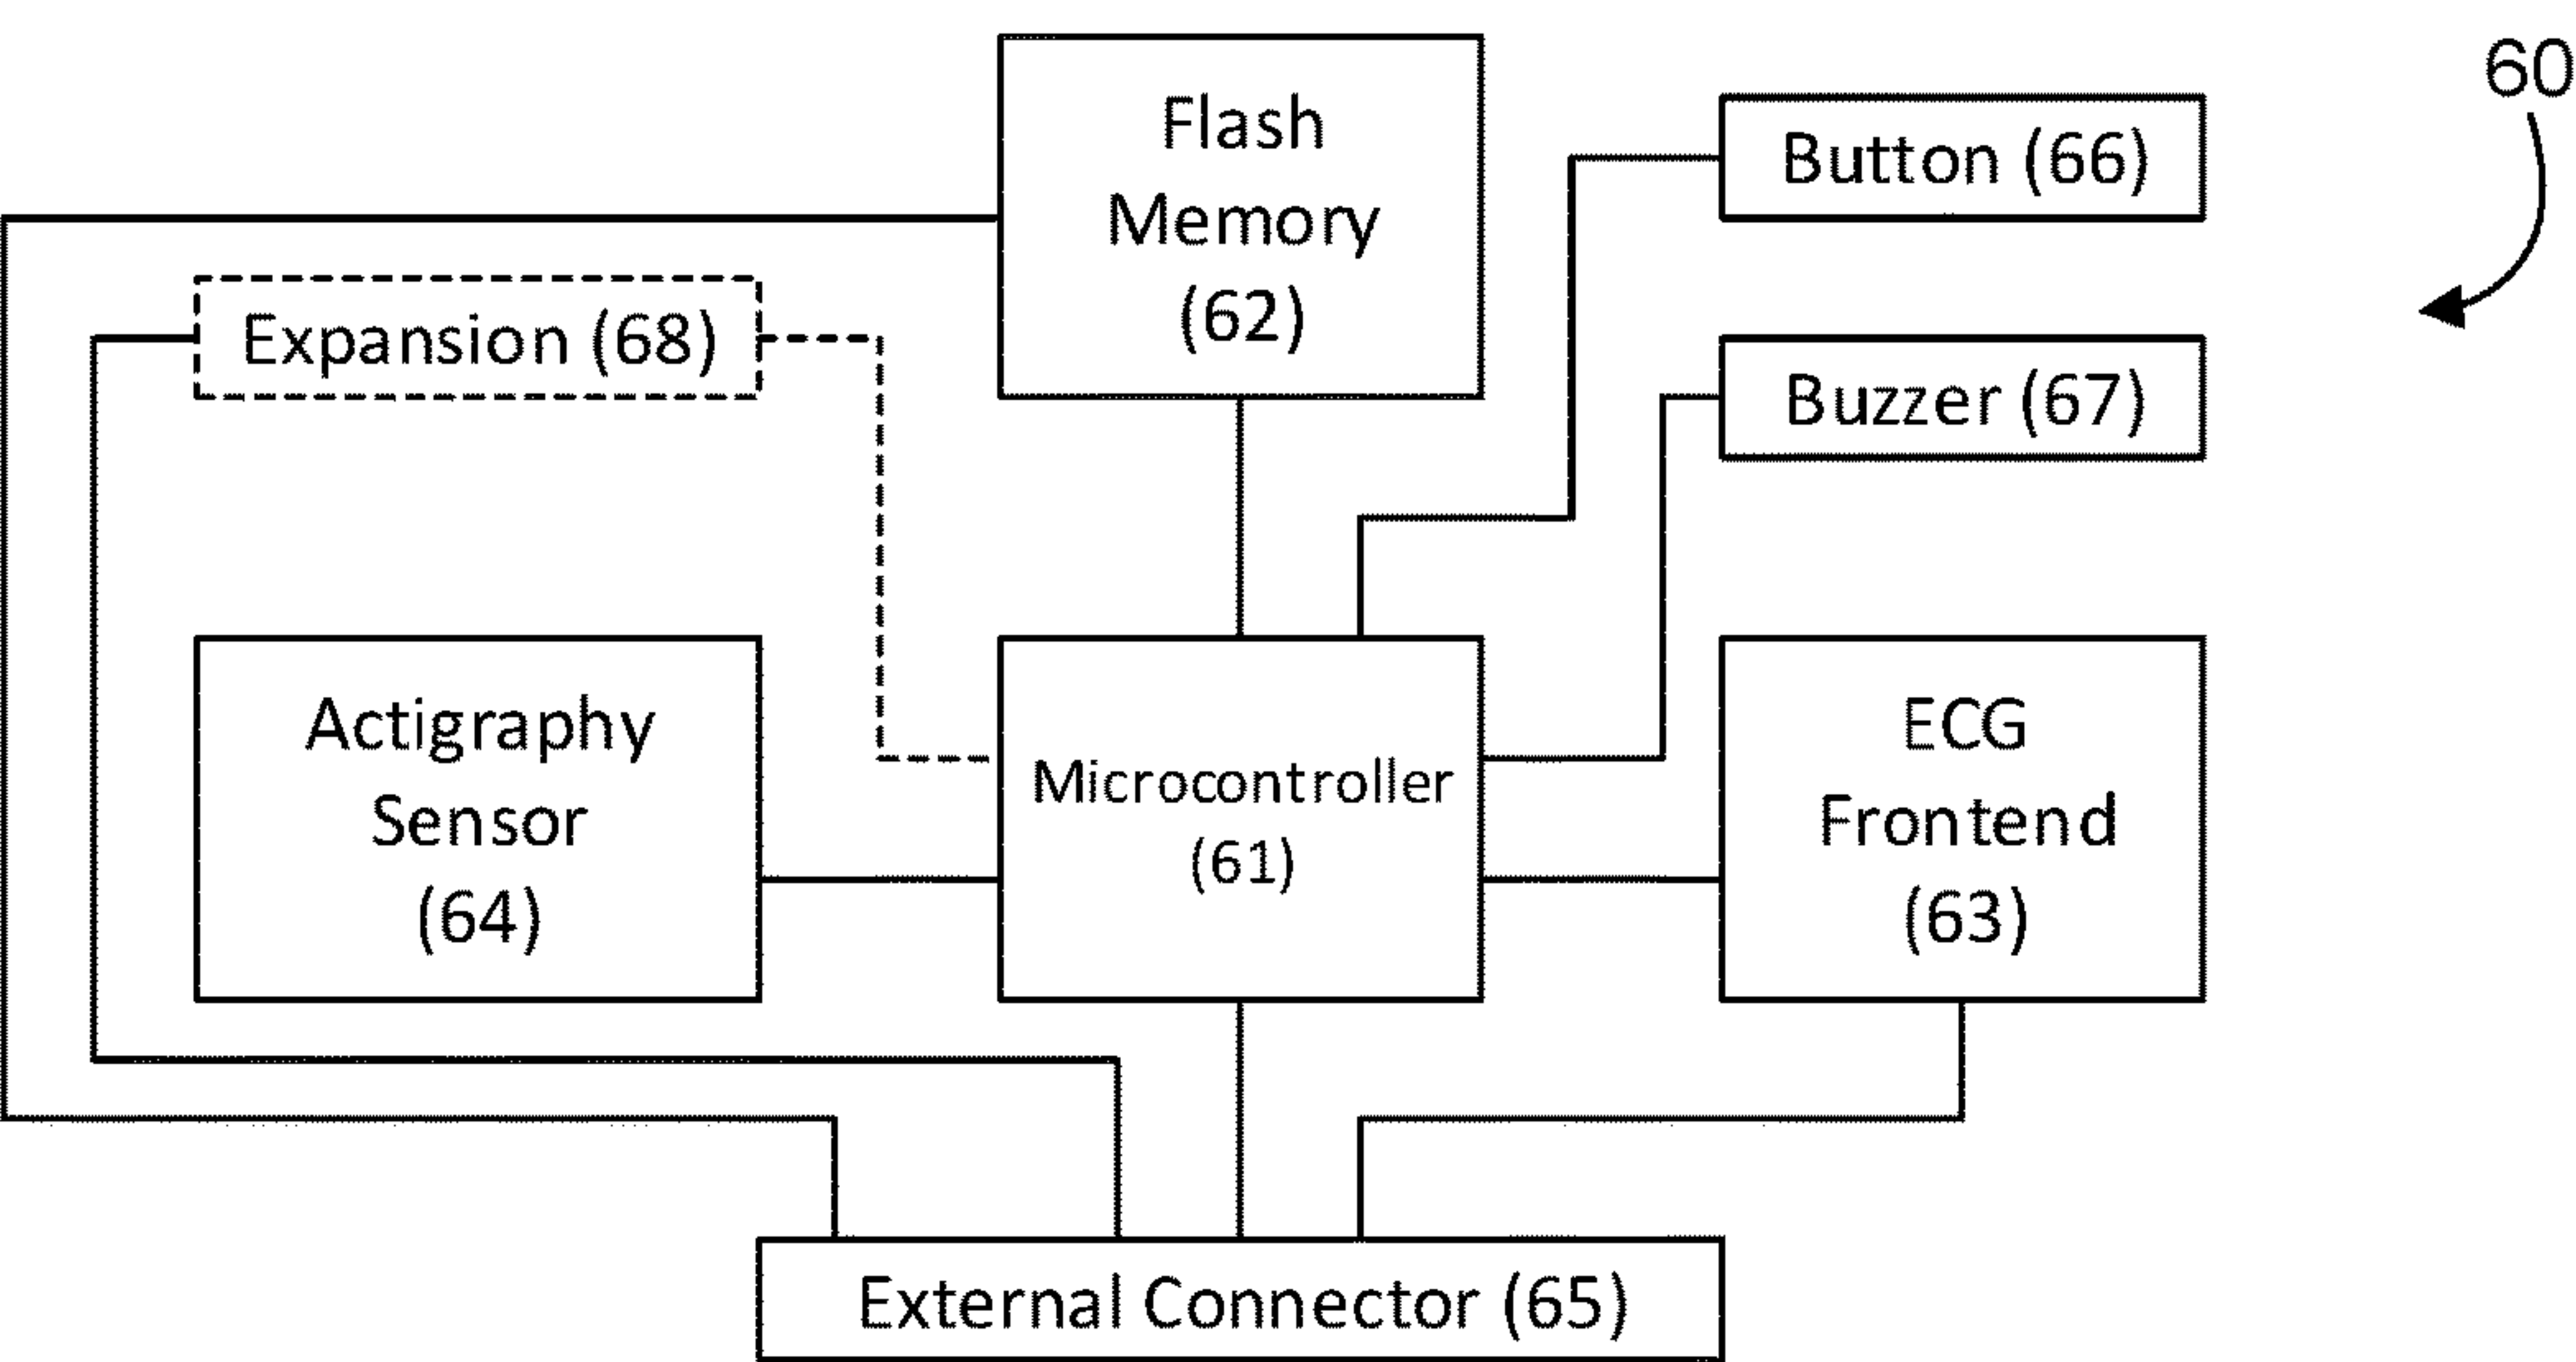 60
Flash
Memory
(62)
Button (66)
Expansion (68)
Buzzer (67)
Actigraphy
Sensor
(64)
Microcontroller
(61)
ECG
Frontend
(63)
External Connector (65)